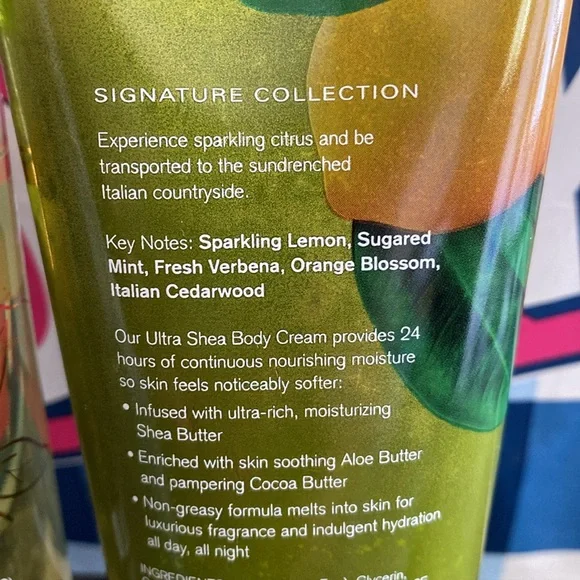 SIGNATURE COLLECTION
Experience sparkling citrus and be
transported to the sundrenched
Italian countryside.
Key Notes: Sparkling Lemon, Sugared
Mint, Fresh Verbena, Orange Blossom,
Italian Cedarwood
Our Ultra Shea Body Cream provides 24
hours of continuous nourishing moisture
so skin feels noticeably softer:
• Infused with ultra-rich, moisturizing
Shea Butter
• Enriched with skin soothing Aloe Butter
and pampering Cocoa Butter
• Non-greasy formula melts into skin for
luxurious fragrance and indulgent hydration
all day, all night
Glycerin,